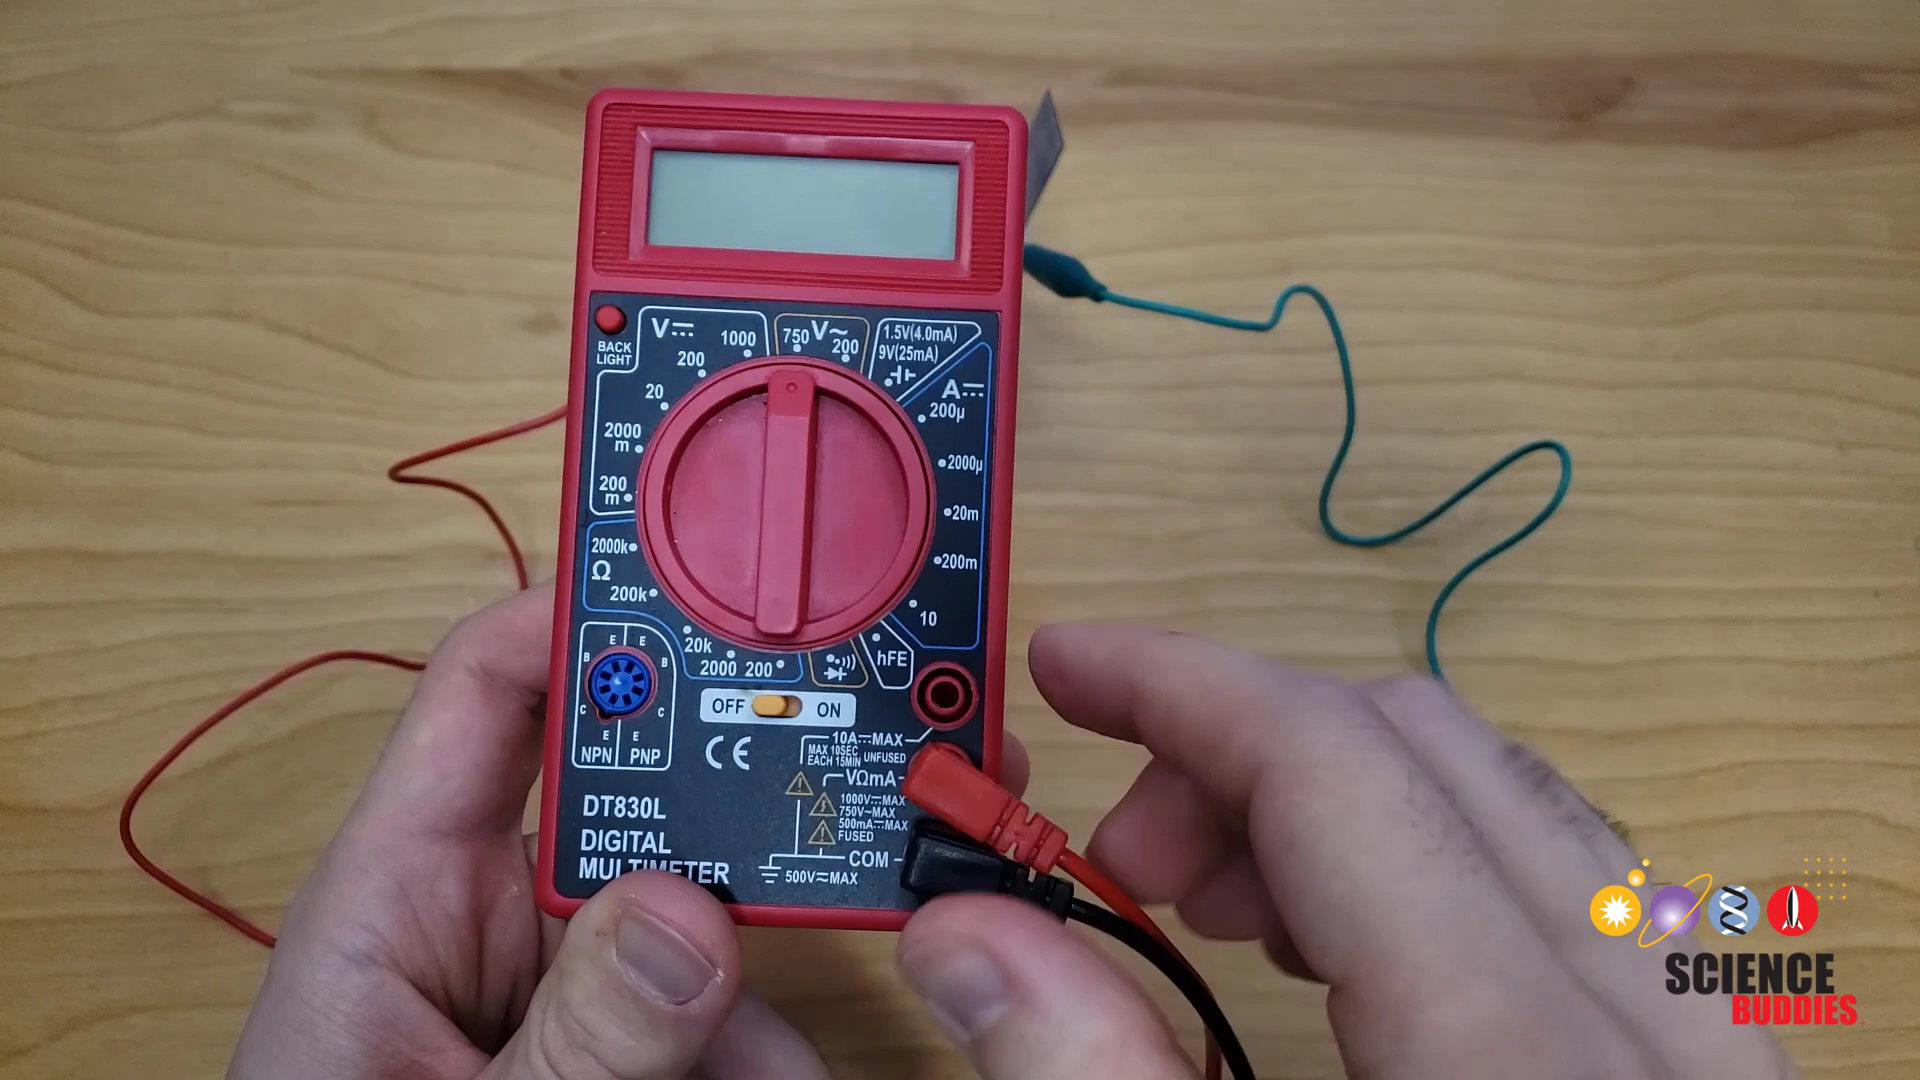 BACK
LIGHT
V
1000
200
20
2000
m
200
m
750
V~
200
1.5V(4.0mA)
9V(25mA)
A
200µ
2000µ
20m
200m
10
hFE
2000k
Ω
200k
20k
2000
200
E E
B B
C C
E E
NPN PNP
OFF ON
CE
10A⎓MAX
MAX 10SEC
EACH 15MIN
UNFUSED
VΩmA
1000V⎓MAX
750V~MAX
500mA⎓MAX
FUSED
COM
500V≂MAX
DT830L
DIGITAL
MULTIMETER
SCIENCE
BUDDIES